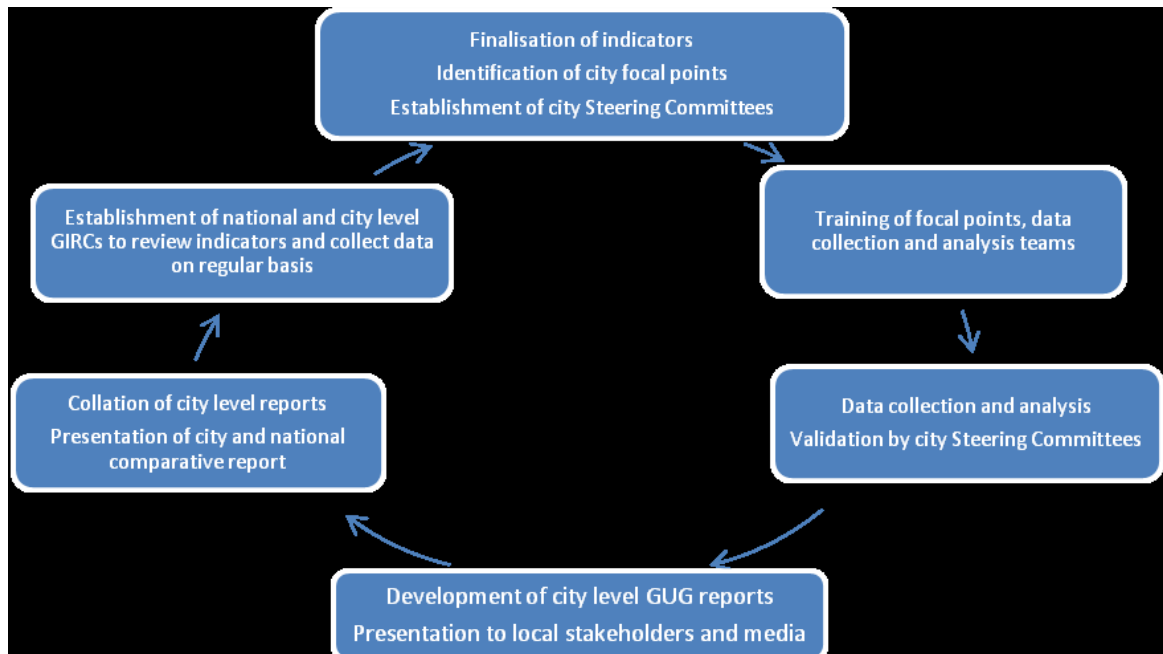 Finalisation of indicators
Identification of city focal points
Establishment of city Steering Committees
Training of focal points, data
collection and analysis teams
Data collection and analysis
Validation by city Steering Committees
Development of city level GUG reports
Presentation to local stakeholders and media
Collation of city level reports
Presentation of city and national
comparative report
Establishment of national and city level
GIRCs to review indicators and collect data
on regular basis